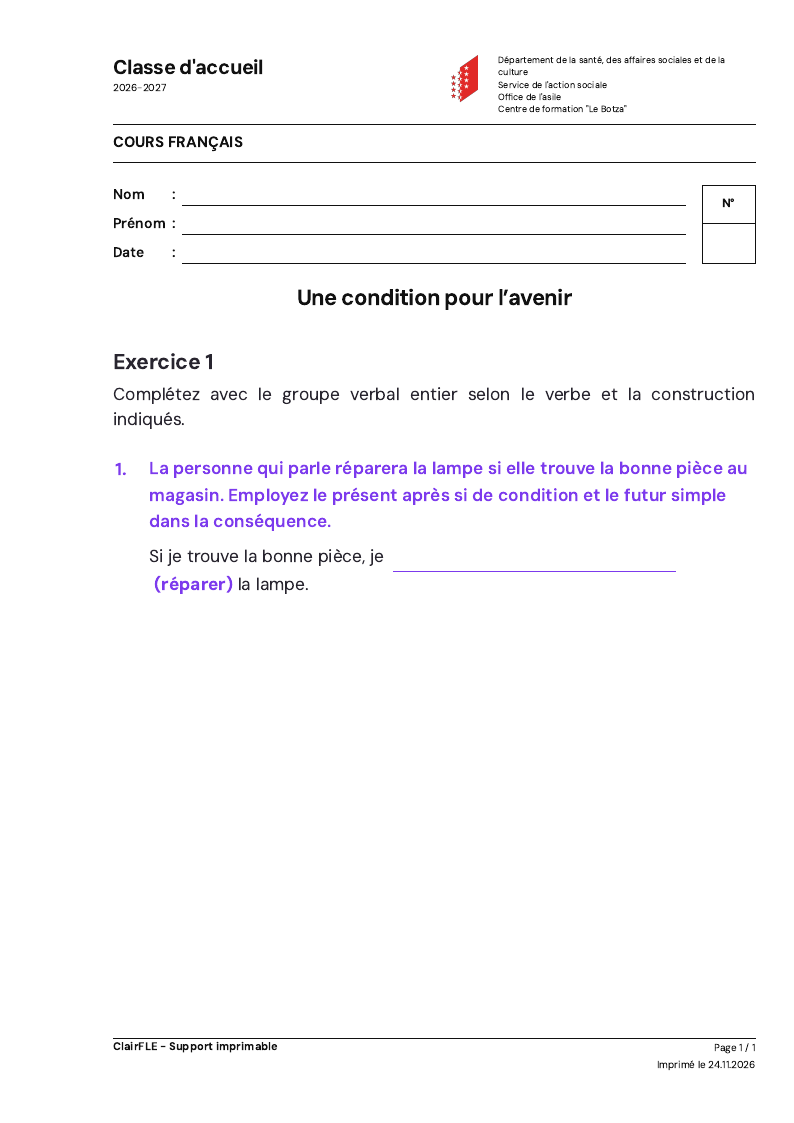 Classe d'accueil
2026-2027
Département de la santé, des affaires sociales et de la
culture
Service de l'action sociale
Office de l'asile
Centre de formation "Le Botza"
COURS FRANÇAIS
Nom :
Prénom :
Date :
N°
Une condition pour l’avenir
Exercice 1
Complétez avec le groupe verbal entier selon le verbe et la construction
indiqués.
1. La personne qui parle réparera la lampe si elle trouve la bonne pièce au
magasin. Employez le présent après si de condition et le futur simple
dans la conséquence.
Si je trouve la bonne pièce, je
(réparer) la lampe.
ClairFLE - Support imprimable
Page 1 / 1
Imprimé le 24.11.2026